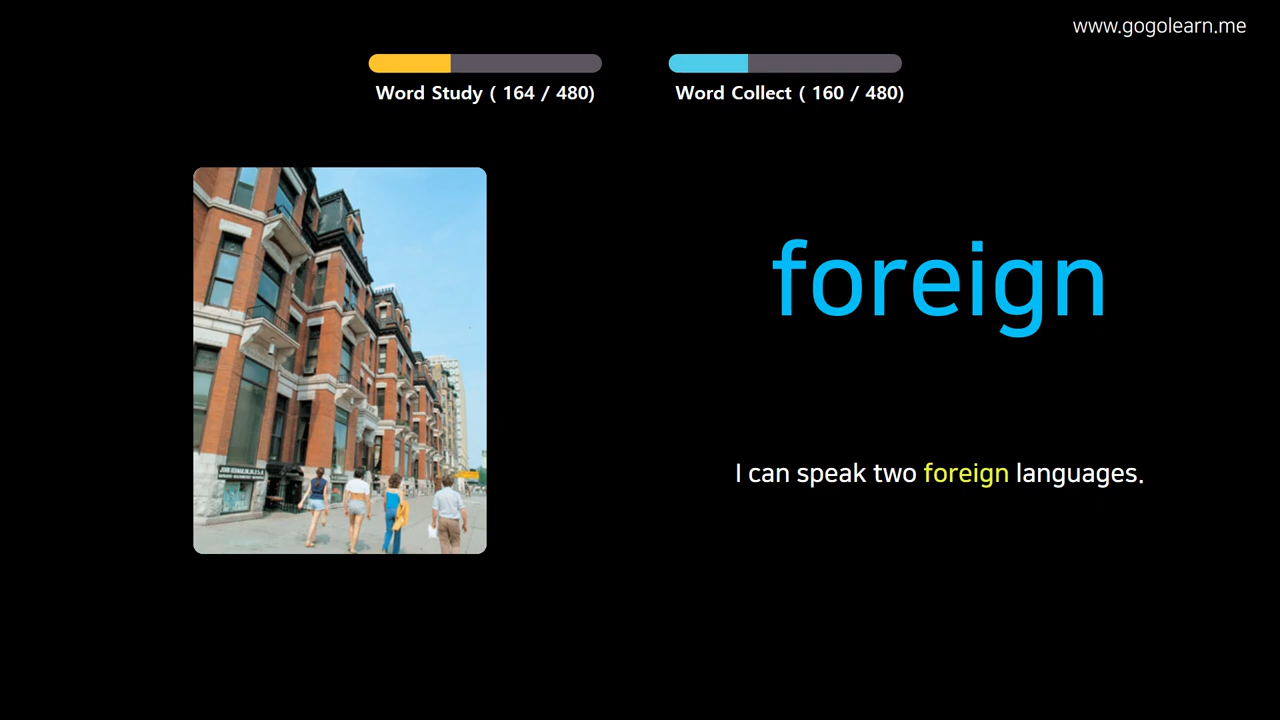 www.gogolearn.me
Word Study ( 164 / 480)
Word Collect ( 160 / 480)
foreign
I can speak two foreign languages.